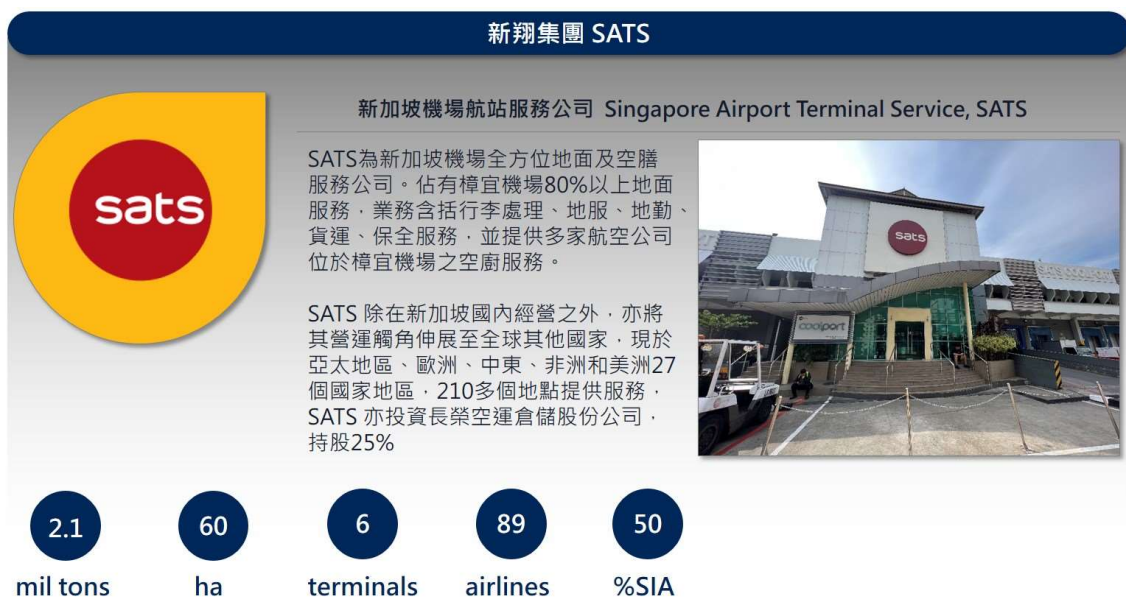 新翔集團 SATS
新加坡機場航站服務公司 Singapore Airport Terminal Service, SATS
sats
SATS為新加坡機場全方位地面及空膳
服務公司。佔有樟宜機場80%以上地面
服務，業務含括行李處理、地服、地勤、
貨運、保全服務，並提供多家航空公司
位於樟宜機場之空廚服務。
SATS 除在新加坡國內經營之外，亦將
其營運觸角伸展至全球其他國家，現於
亞太地區、歐洲、中東、非洲和美洲27
個國家地區，210多個地點提供服務，
SATS 亦投資長榮空運倉儲股份公司，
持股25%
sats
coolport
2.1
mil tons
60
ha
6
terminals
89
airlines
50
%SIA